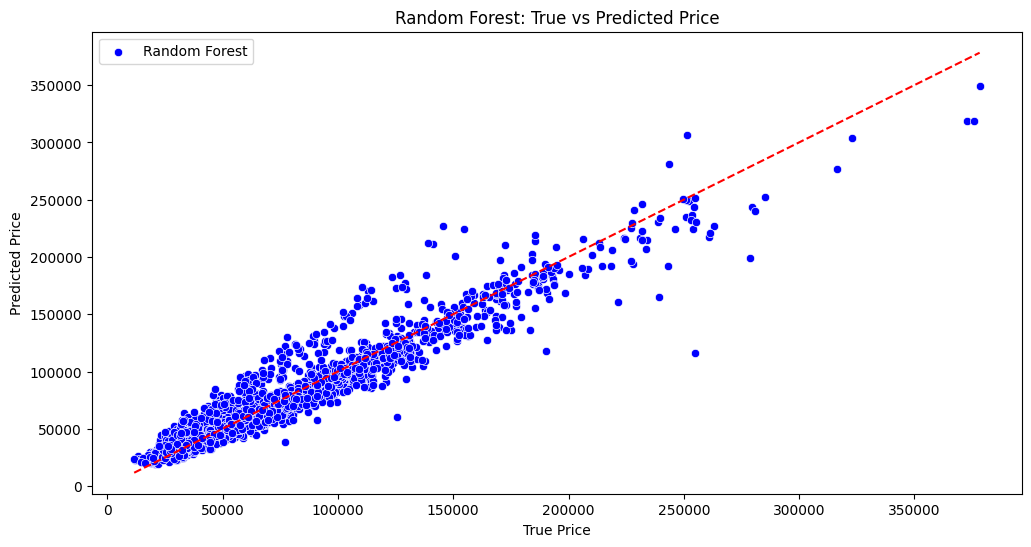 Random Forest: True vs Predicted Price
Random Forest
350000
300000
250000
200000
150000
100000
50000
0
Predicted Price
0 50000 100000 150000 200000 250000 300000 350000
True Price